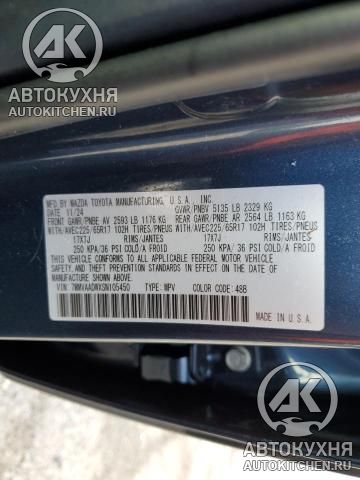 АК
АВТОКУХНЯ
AUTOKITCHEN.RU
MFD. BY MAZDA TOYOTA MANUFACTURING, U.S.A., INC.
DATE 11/24 GVWR/PNBV 5135 LB 2329 KG
FRONT GAWR/PNBE AV 2593 LB 1176 KG REAR GAWR/PNBE AR 2564 LB 1163 KG
WITH/AVEC225/65R17 102H TIRES/PNEUS WITH/AVEC225/65R17 102H TIRES/PNEUS
17X7J RIMS/JANTES 17X7J RIMS/JANTES
250 KPA/ 36 PSI COLD/A FROID 250 KPA/ 36 PSI COLD/A FROID
THIS VEHICLE CONFORMS TO ALL APPLICABLE FEDERAL MOTOR VEHICLE
SAFETY AND THEFT PREVENTION STANDARDS IN EFFECT ON THE DATE OF
MANUFACTURE SHOWN ABOVE.
VIN: 7MMVAADWXSN105450 TYPE: MPV COLOR CODE: 48B
MADE IN U.S.A.
АК
АВТОКУХНЯ
AUTOKITCHEN.RU